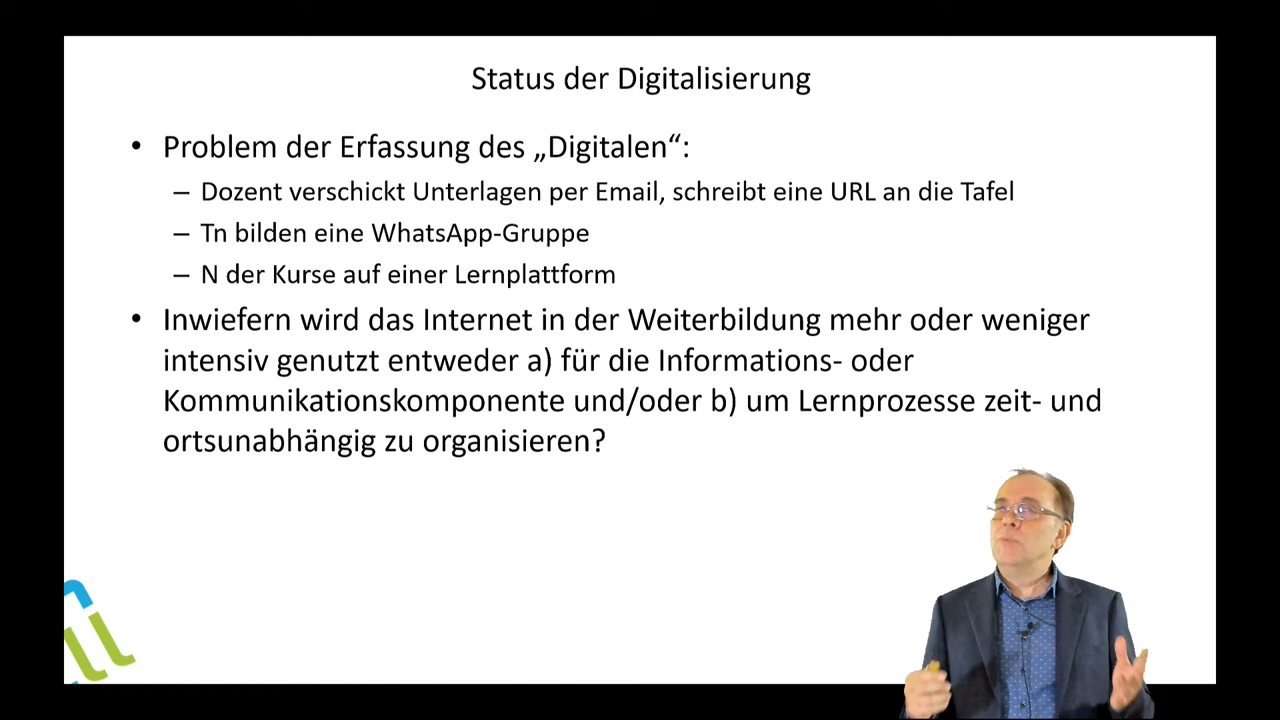 Status der Digitalisierung
• Problem der Erfassung des „Digitalen“:
– Dozent verschickt Unterlagen per Email, schreibt eine URL an die Tafel
– Tn bilden eine WhatsApp-Gruppe
– N der Kurse auf einer Lernplattform
• Inwiefern wird das Internet in der Weiterbildung mehr oder weniger
intensiv genutzt entweder a) für die Informations- oder
Kommunikationskomponente und/oder b) um Lernprozesse zeit- und
ortsunabhängig zu organisieren?